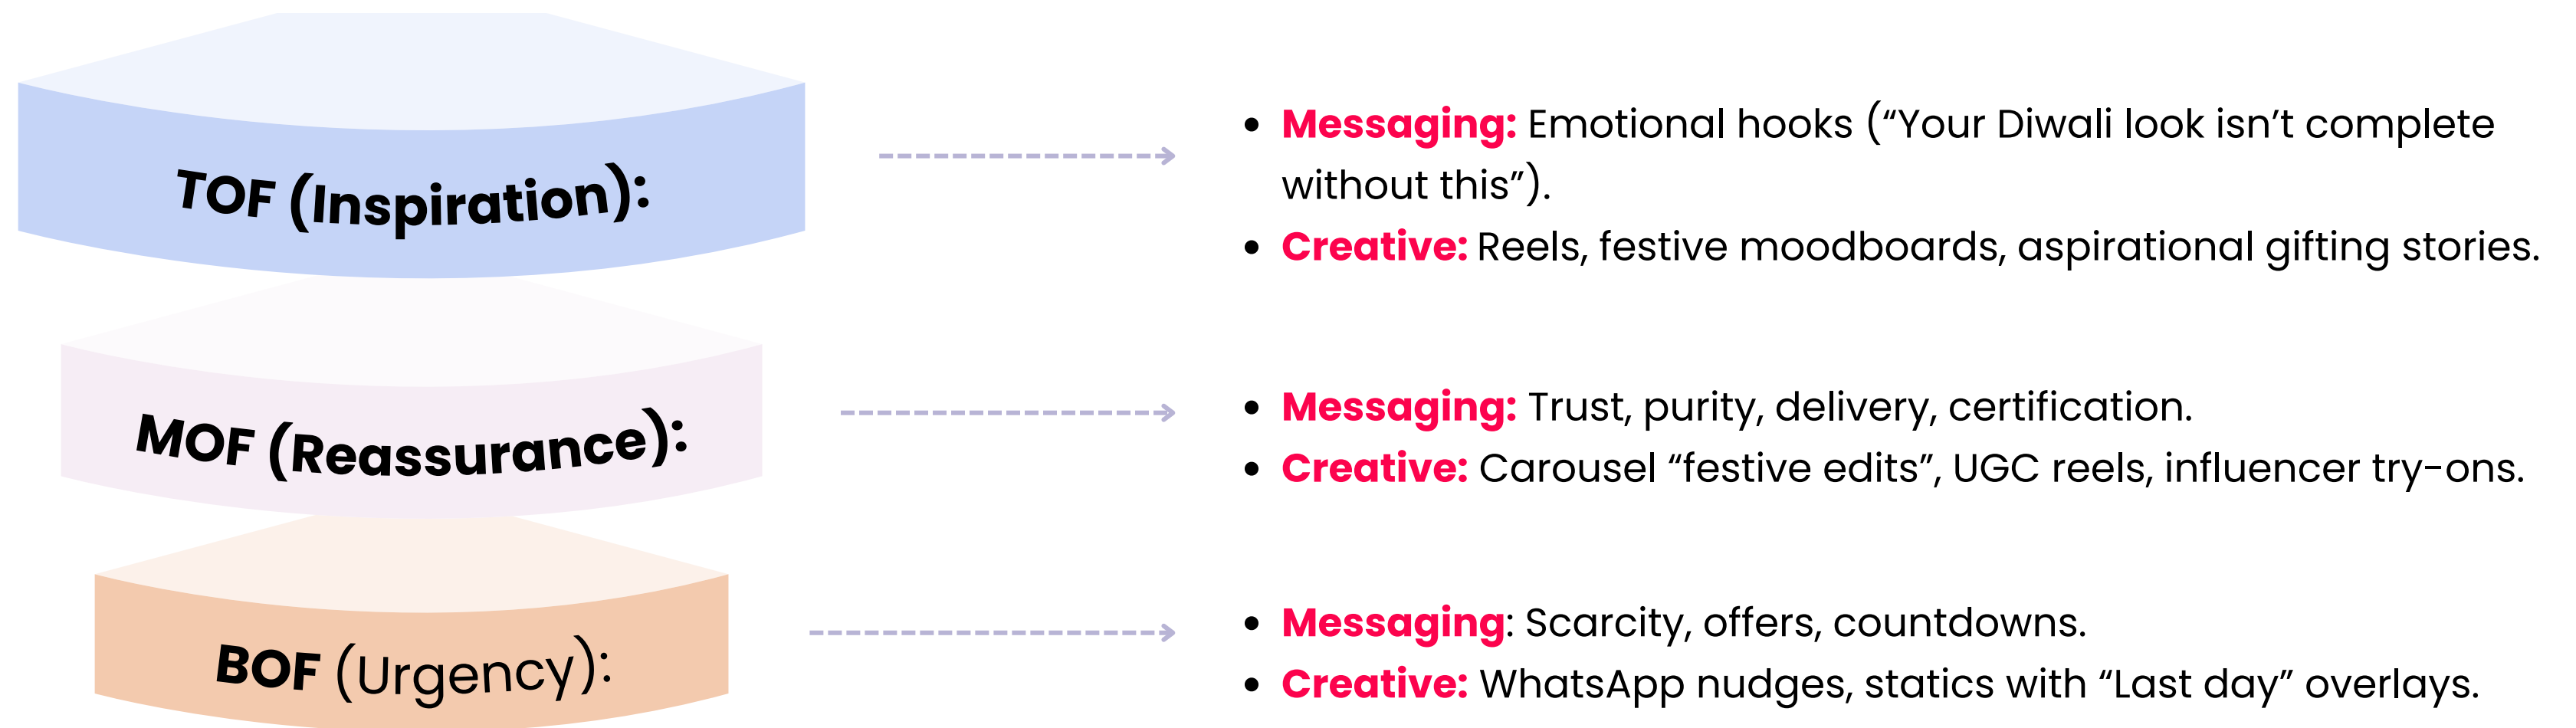 TOF (Inspiration):
• Messaging: Emotional hooks (“Your Diwali look isn’t complete
without this”).
• Creative: Reels, festive moodboards, aspirational gifting stories.
MOF (Reassurance):
• Messaging: Trust, purity, delivery, certification.
• Creative: Carousel “festive edits”, UGC reels, influencer try-ons.
BOF (Urgency):
• Messaging: Scarcity, offers, countdowns.
• Creative: WhatsApp nudges, statics with “Last day” overlays.